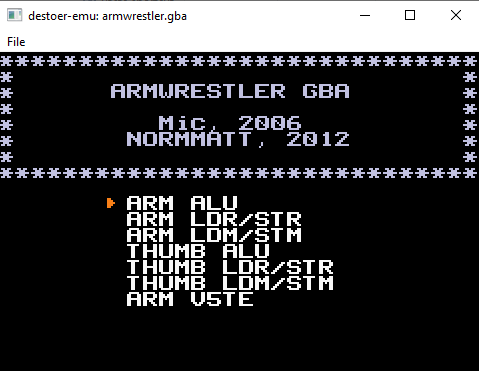 destoer-emu: armwrestler.gba
File
********************************
* *
* ARMWRESTLER GBA *
* *
* Mic, 2006 *
* NORMMATT, 2012 *
* *
********************************
ARM ALU
ARM LDR/STR
ARM LDM/STM
THUMB ALU
THUMB LDR/STR
THUMB LDM/STM
ARM V5TE